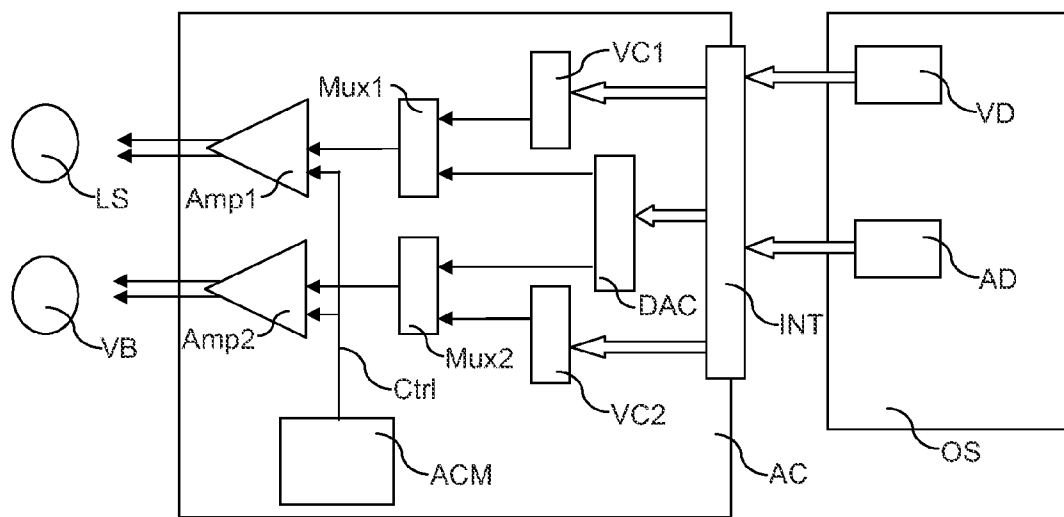 VC1
Mux1
VD
LS
Amp1
AD
DAC
INT
VB
Amp2
Mux2
Ctrl
VC2
OS
ACM
AC